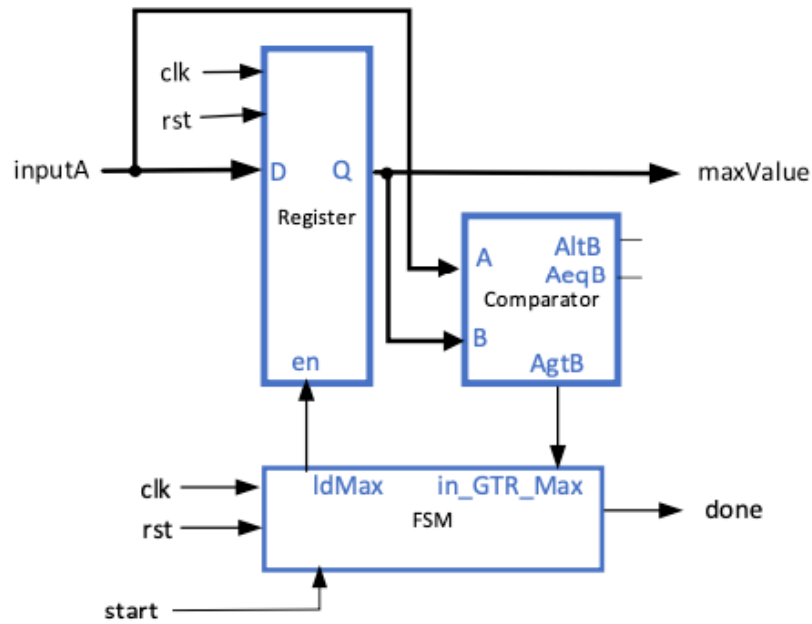 clk
rst
inputA
D
Q
maxValue
Register
A
AltB
AeqB
Comparator
B
en
AgtB
clk
ldMax
in_GTR_Max
FSM
done
rst
start